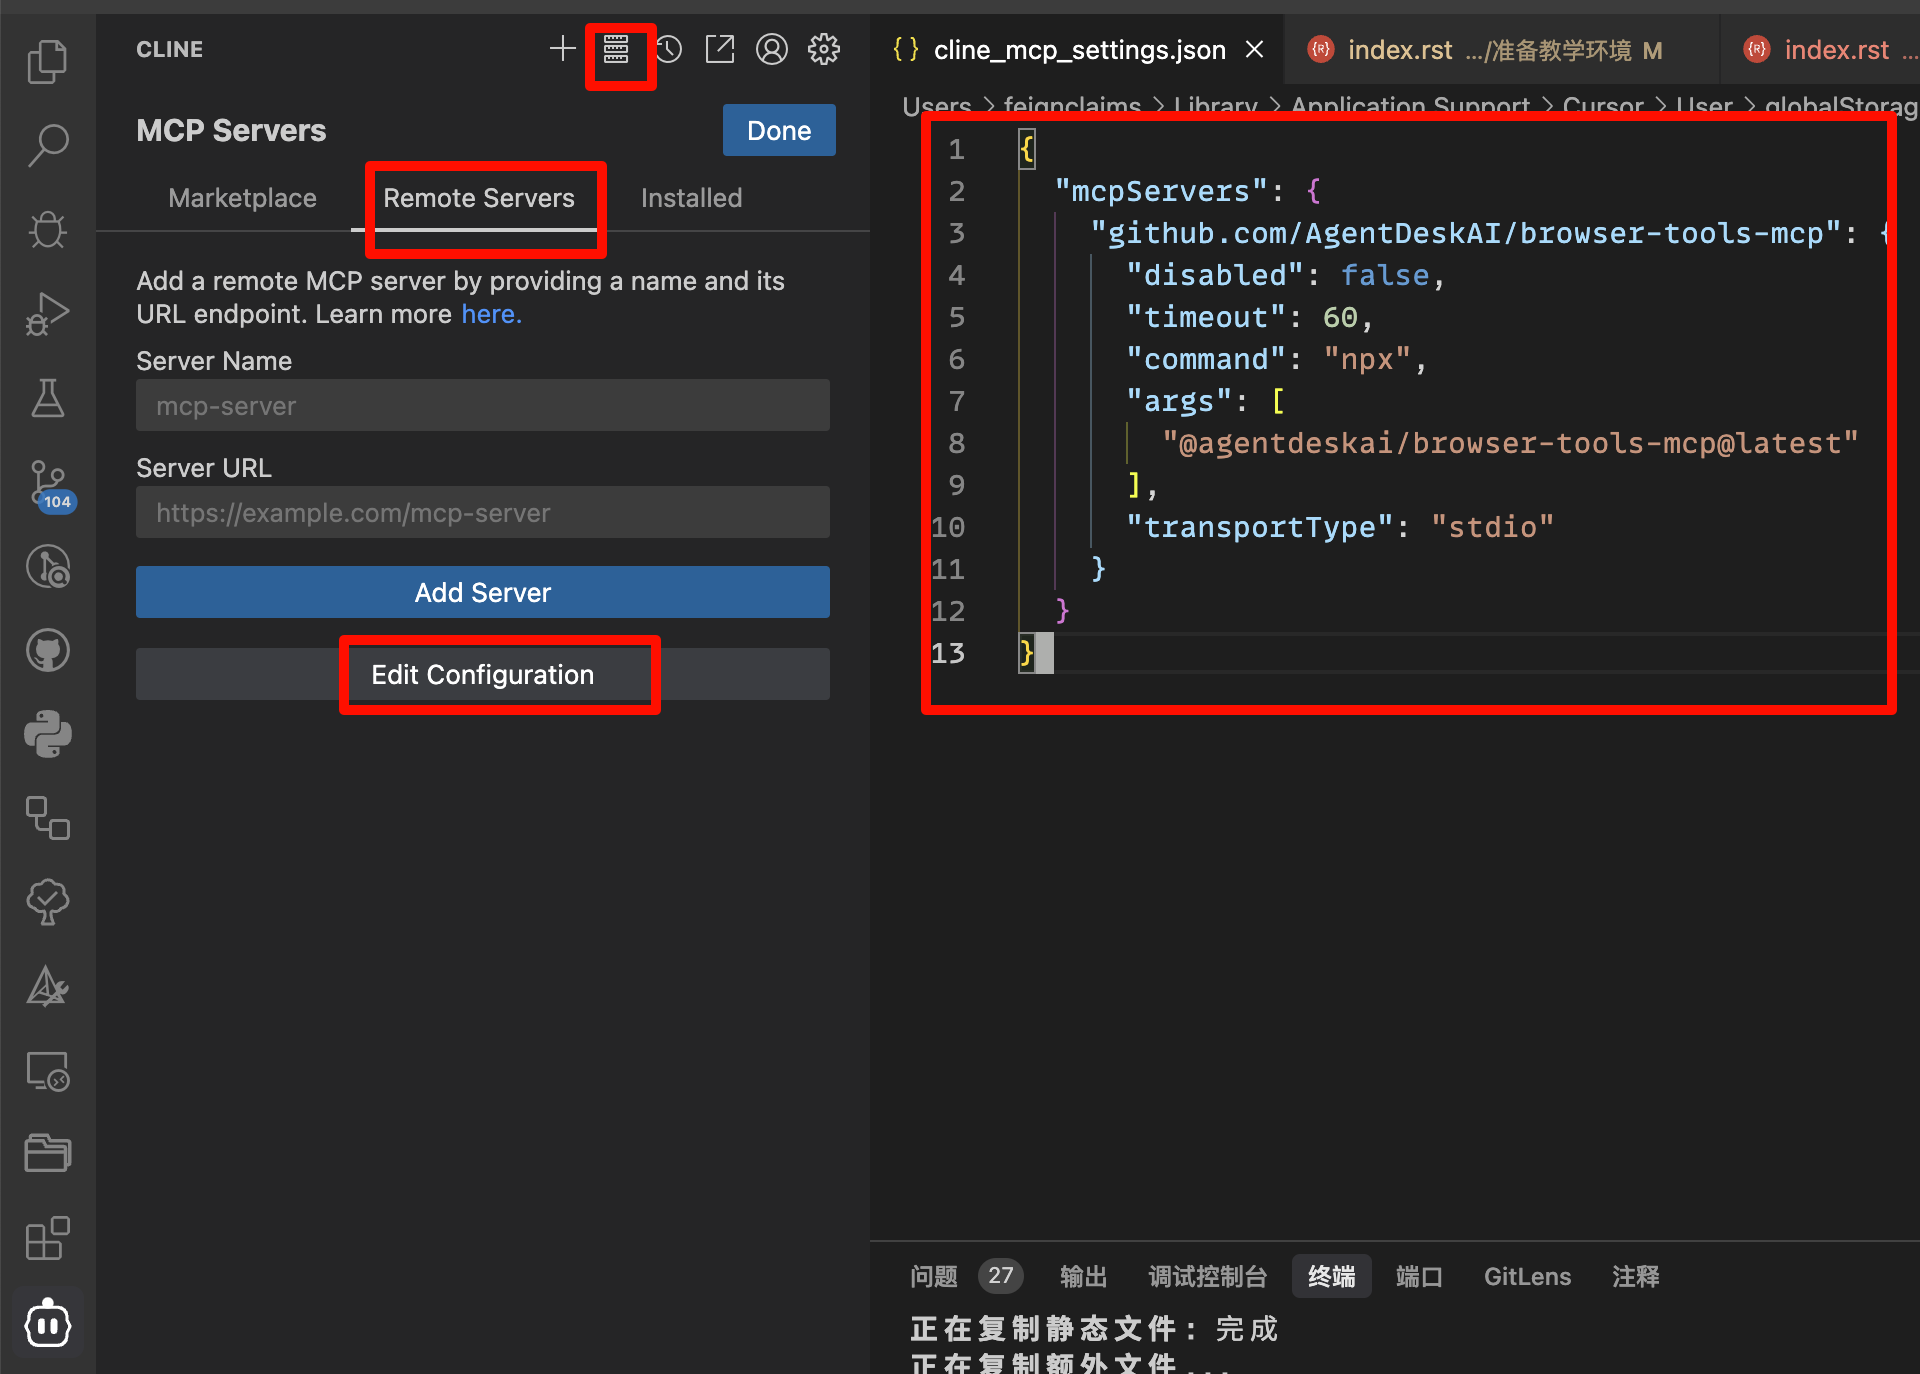 CLINE
MCP Servers
Done
Marketplace
Remote Servers
Installed
Add a remote MCP server by providing a name and its
URL endpoint. Learn more here.
Server Name
mcp-server
Server URL
https://example.com/mcp-server
Add Server
Edit Configuration
104
{ } cline_mcp_settings.json
index.rst .../准备教学环境 M
index.rst ...
Users > feignclaims > Library > Application Support > Cursor > User > globalStorag
1 {
2 "mcpServers": {
3 "github.com/AgentDeskAI/browser-tools-mcp": {
4 "disabled": false,
5 "timeout": 60,
6 "command": "npx",
7 "args": [
8 "@agentdeskai/browser-tools-mcp@latest"
9 ],
10 "transportType": "stdio"
11 }
12 }
13 }
问题 27 输出 调试控制台 终端 端口 GitLens 注释
正在复制静态文件: 完成
正在复制额外文件...